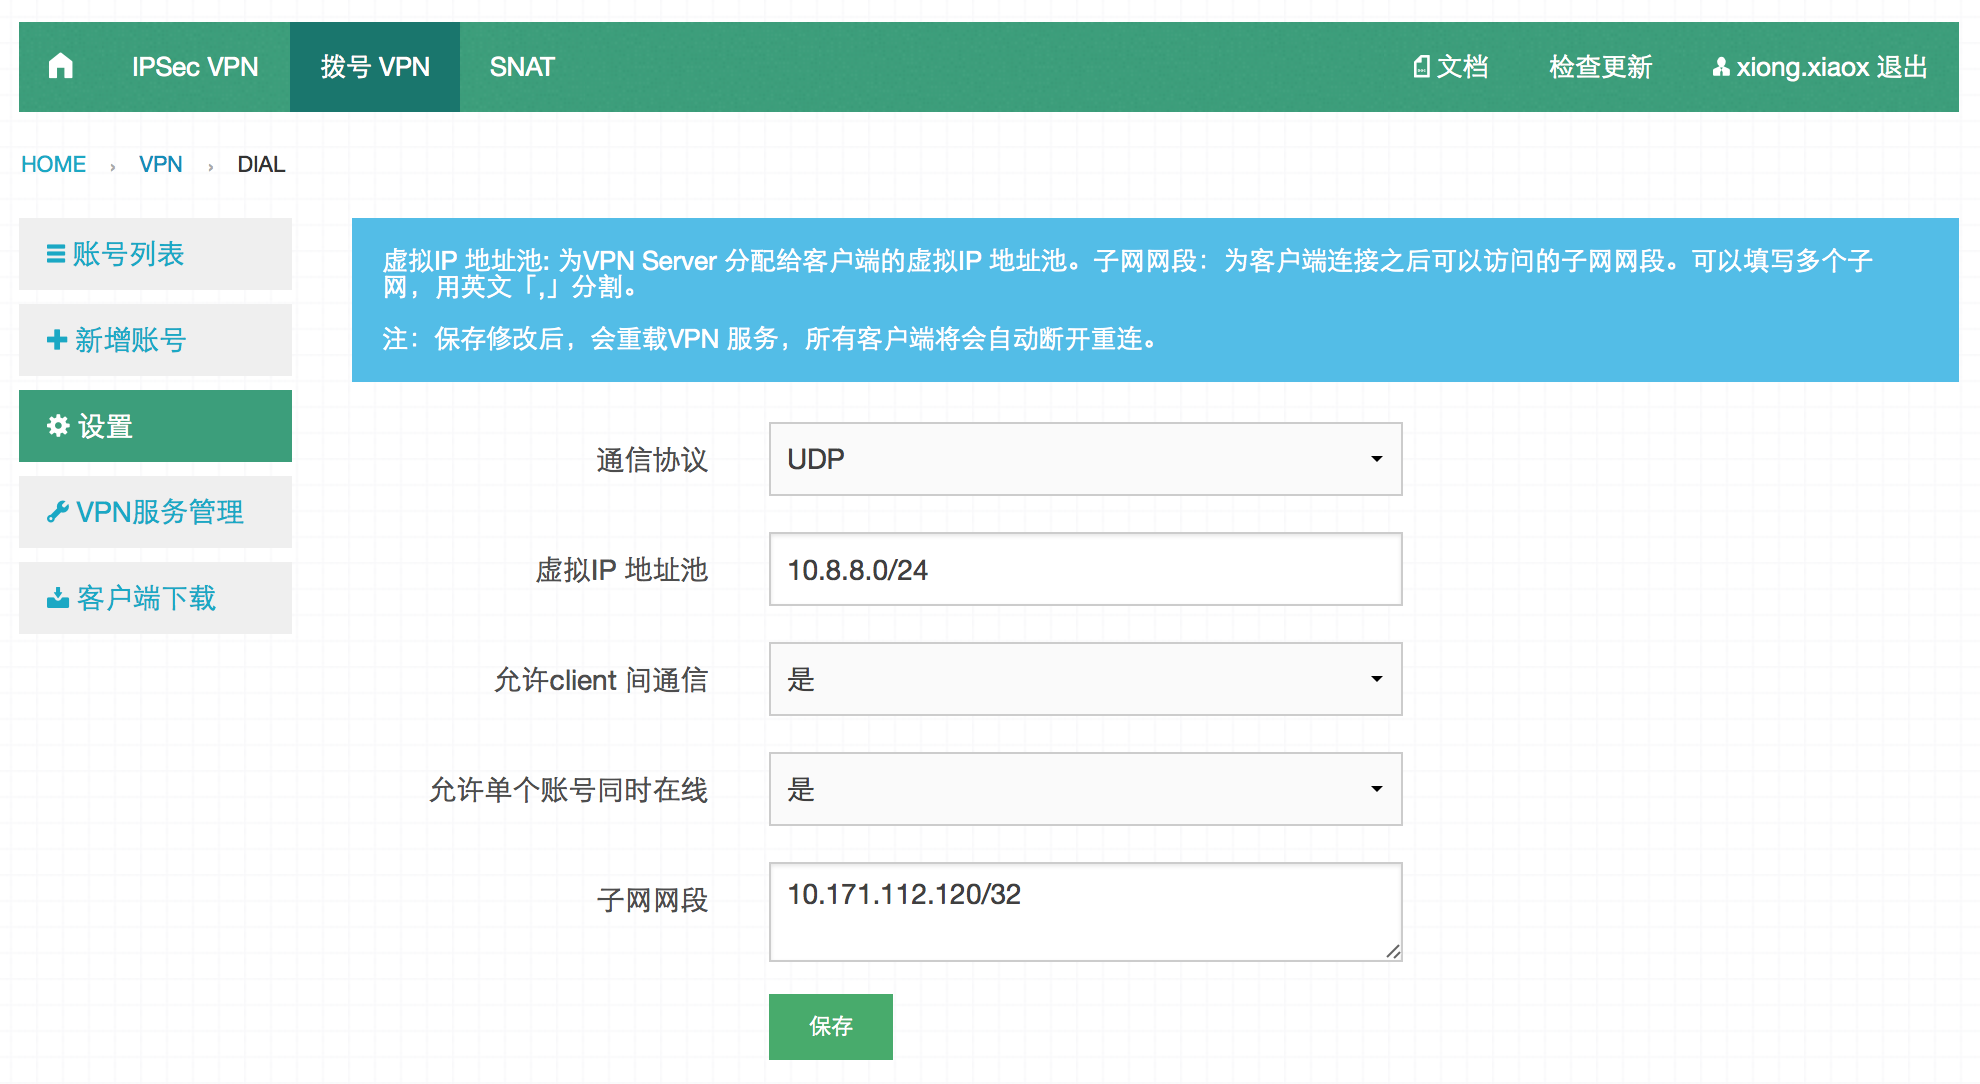 IPSec VPN
拨号 VPN
SNAT
文档
检查更新
xiong.xiaox 退出
HOME › VPN › DIAL
账号列表
新增账号
设置
VPN服务管理
客户端下载
虚拟IP 地址池: 为VPN Server 分配给客户端的虚拟IP 地址池。子网网段：为客户端连接之后可以访问的子网网段。可以填写多个子
网，用英文「,」分割。
注：保存修改后，会重载VPN 服务，所有客户端将会自动断开重连。
通信协议
UDP
虚拟IP 地址池
10.8.8.0/24
允许client 间通信
是
允许单个账号同时在线
是
子网网段
10.171.112.120/32
保存